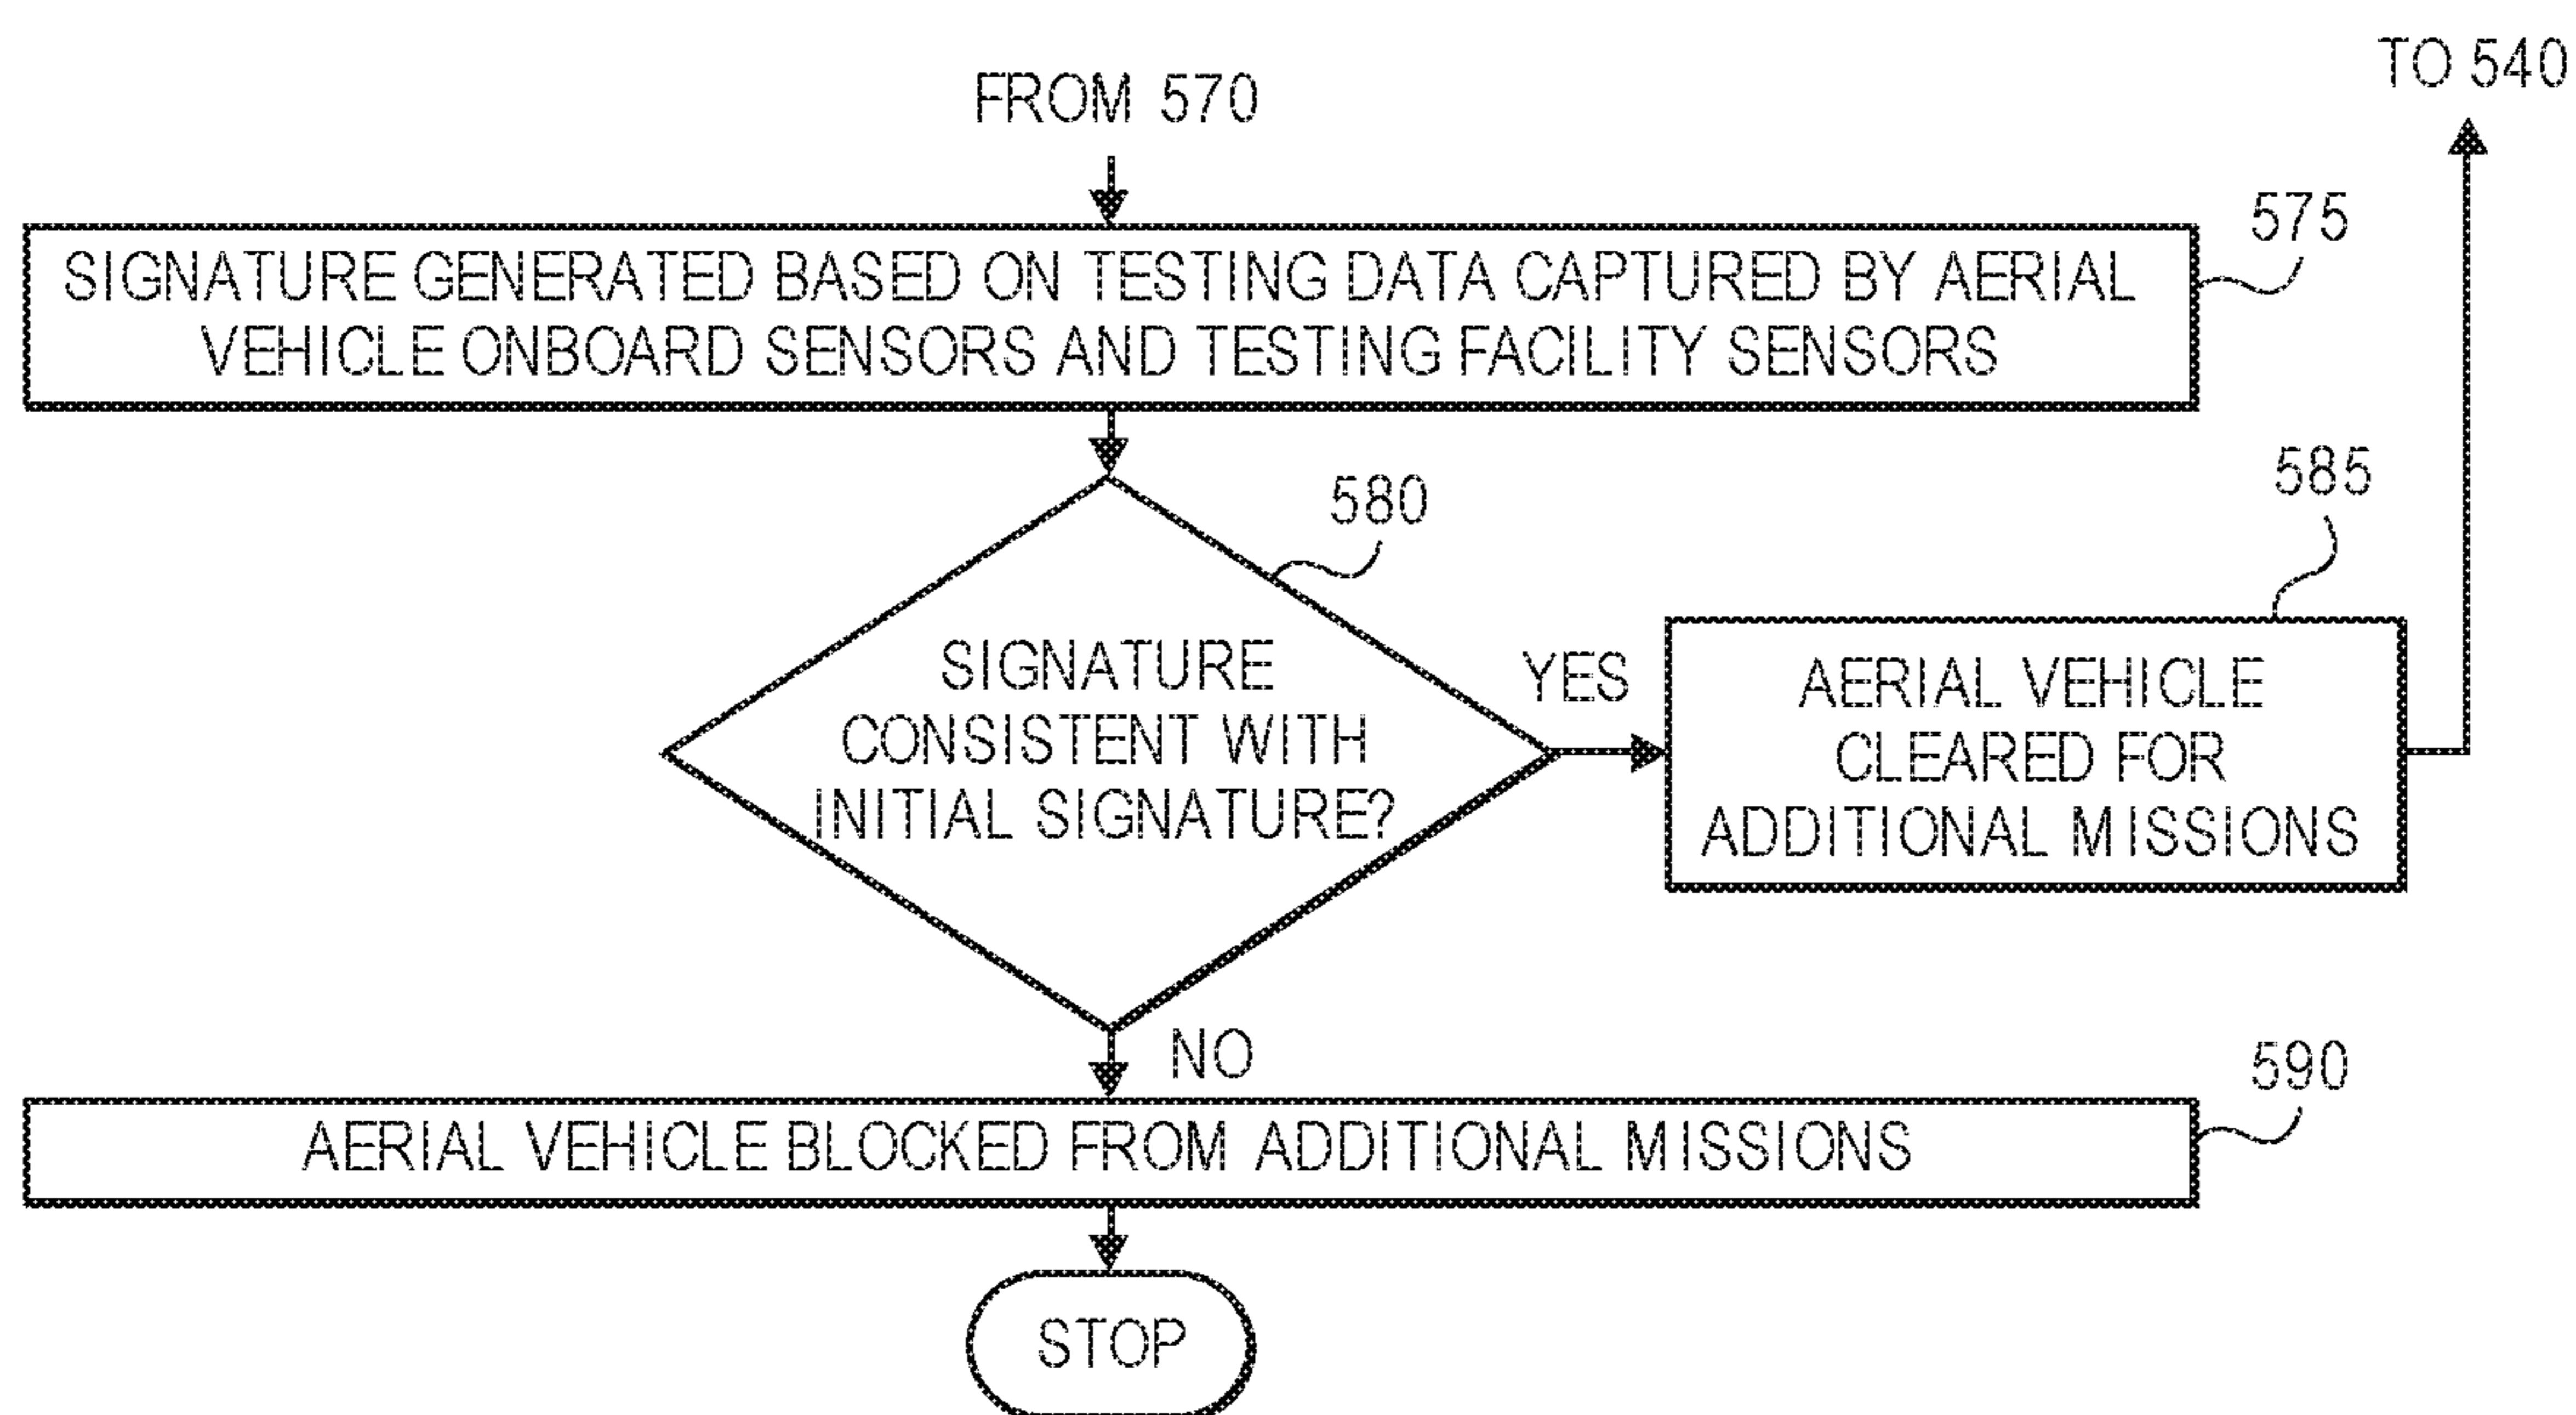 TO 540
FROM 570
575
SIGNATURE GENERATED BASED ON TESTING DATA CAPTURED BY AERIAL
VEHICLE ONBOARD SENSORS AND TESTING FACILITY SENSORS
580
585
SIGNATURE
CONSISTENT WITH
INITIAL SIGNATURE?
YES
AERIAL VEHICLE
CLEARED FOR
ADDITIONAL MISSIONS
NO
590
AERIAL VEHICLE BLOCKED FROM ADDITIONAL MISSIONS
STOP